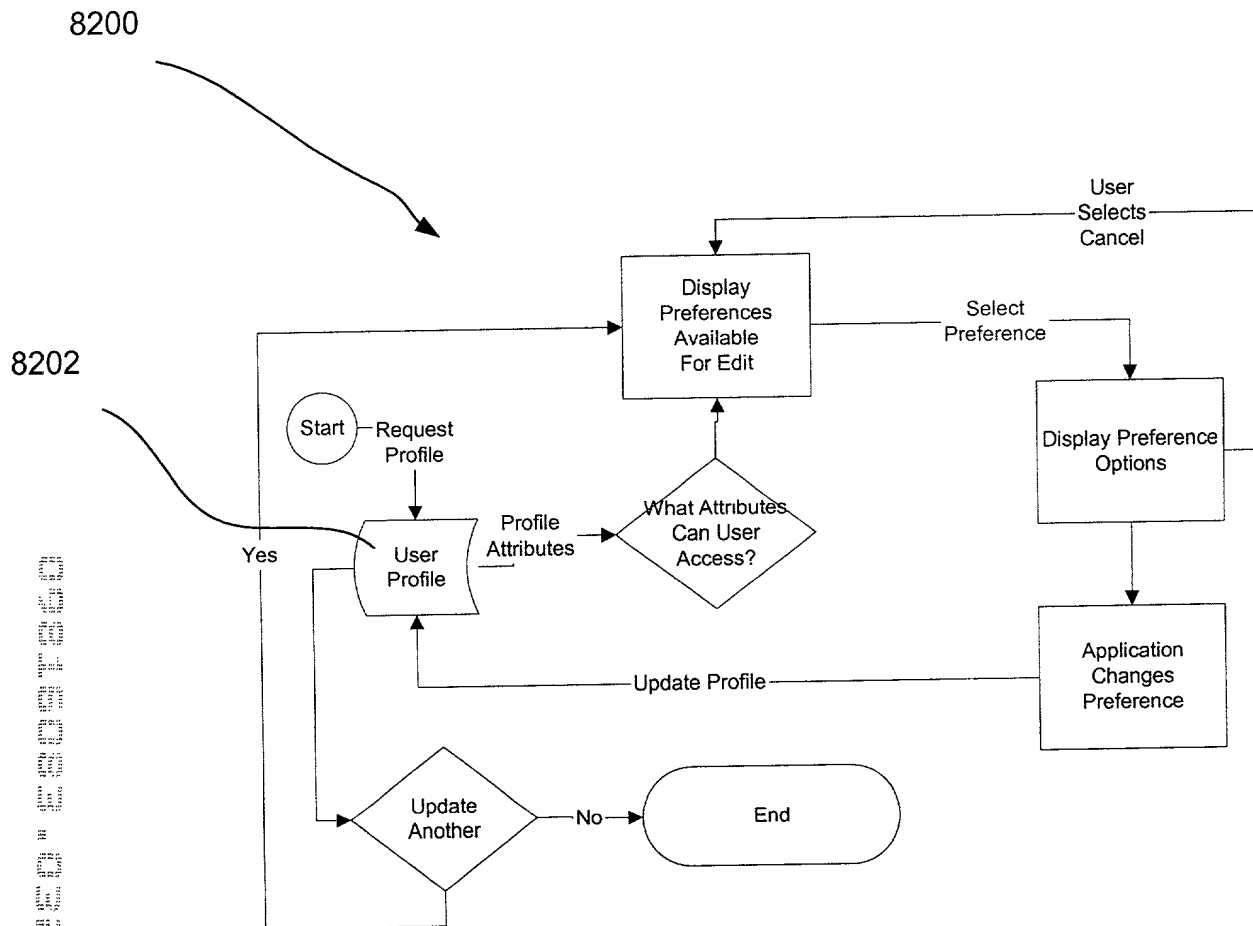 8200
User
Selects
Cancel
Display
Preferences
Available
For Edit
Select
Preference
8202
Start
Request
Profile
Display Preference
Options
What Attributes
Can User
Access?
Profile
Attributes
User
Profile
Yes
Application
Changes
Preference
Update Profile
Update
Another
No
End